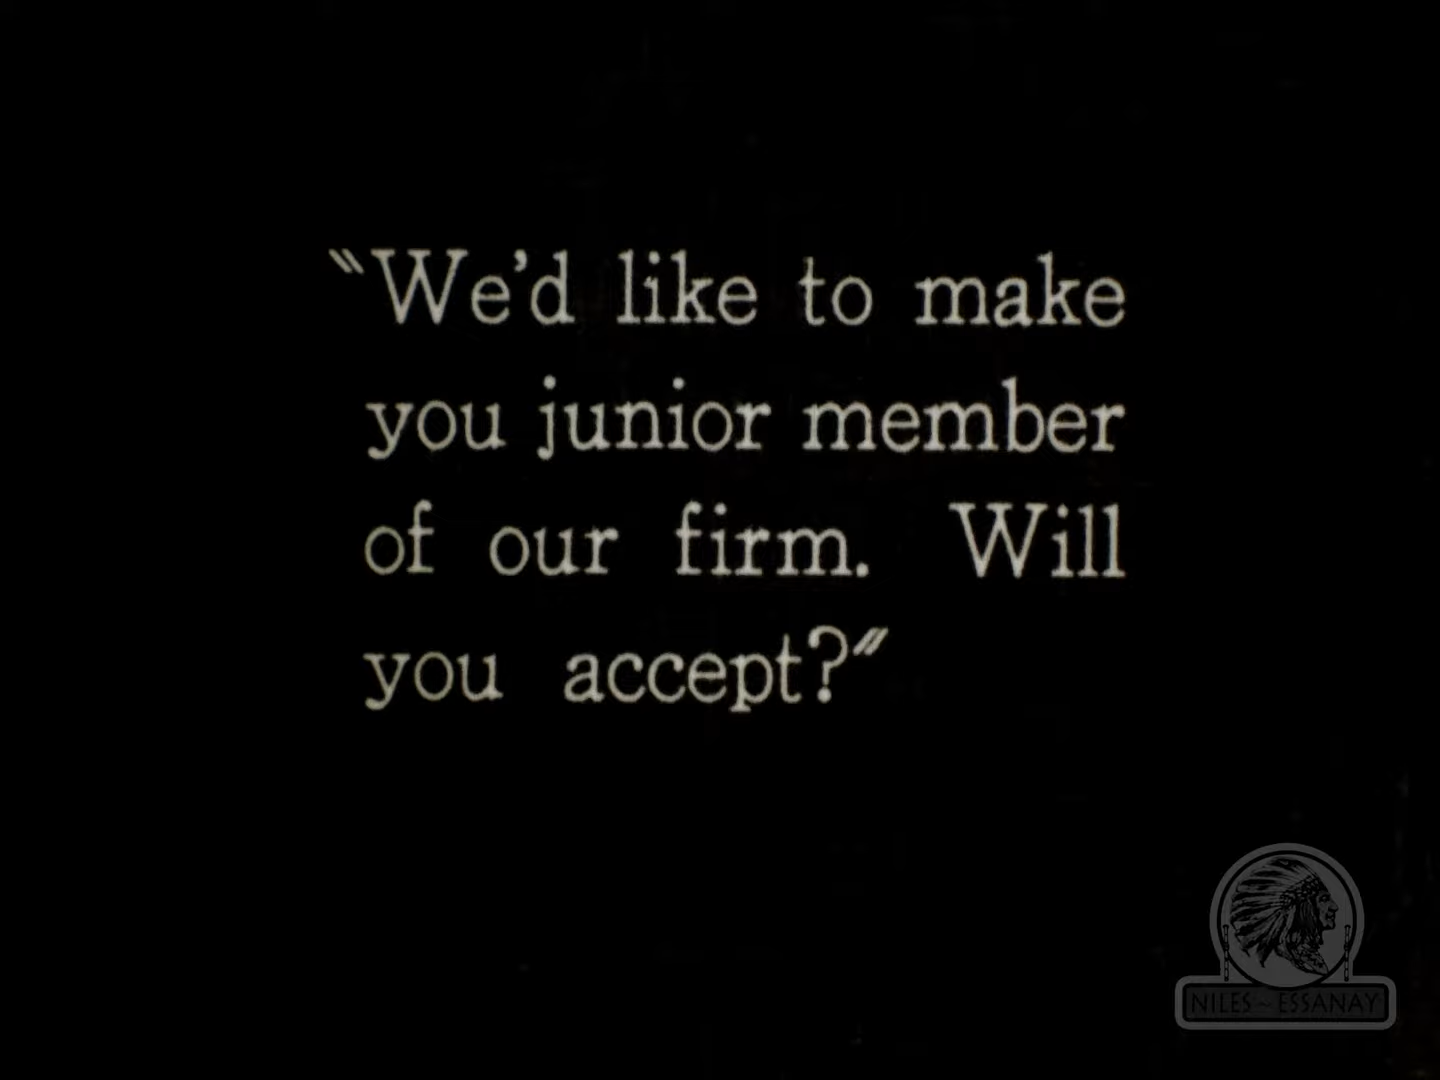 "We'd like to make
you junior member
of our firm. Will
you accept?"
NILES ~ ESSANAY